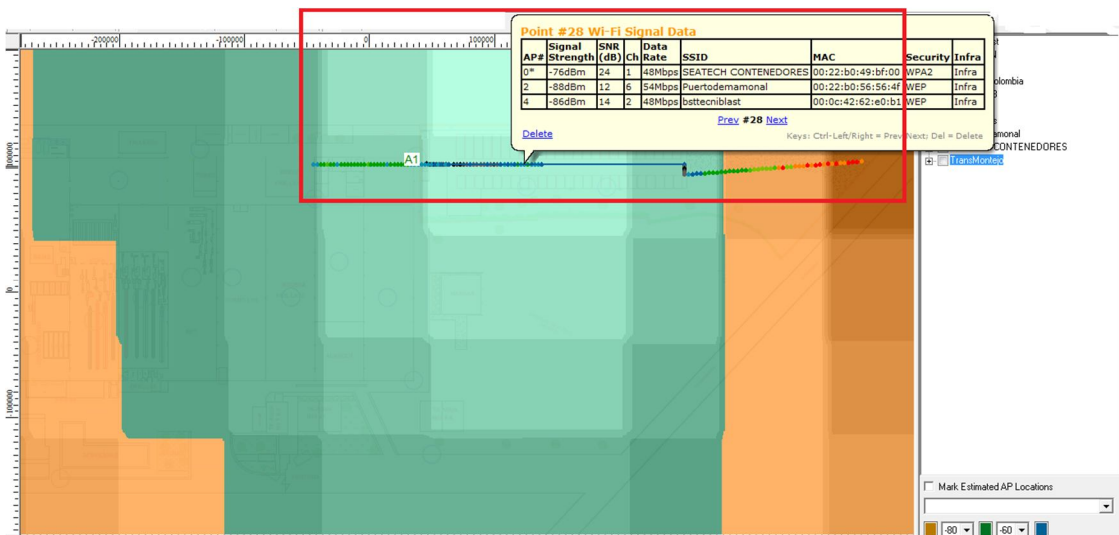 -200000 -100000 0 100000
Point #28 Wi-Fi Signal Data
AP# Signal Strength SNR (dB) Ch Data Rate SSID MAC Security Infra
0* -76dBm 24 1 48Mbps SEATECH CONTENEDORES 00:22:b0:49:bf:00 WPA2 Infra
2 -88dBm 12 6 54Mbps Puertodemamonal 00:22:b0:56:56:4f WEP Infra
4 -86dBm 14 2 48Mbps bsttecniblast 00:0c:42:62:e0:b1 WEP Infra
Prev #28 Next
Delete Keys: Ctrl-Left/Right = Prev/Next; Del = Delete
st
olombia
amonal
CONTENEDORES
TransMontejo
A1
0
-100000
Mark Estimated AP Locations
-80 -60